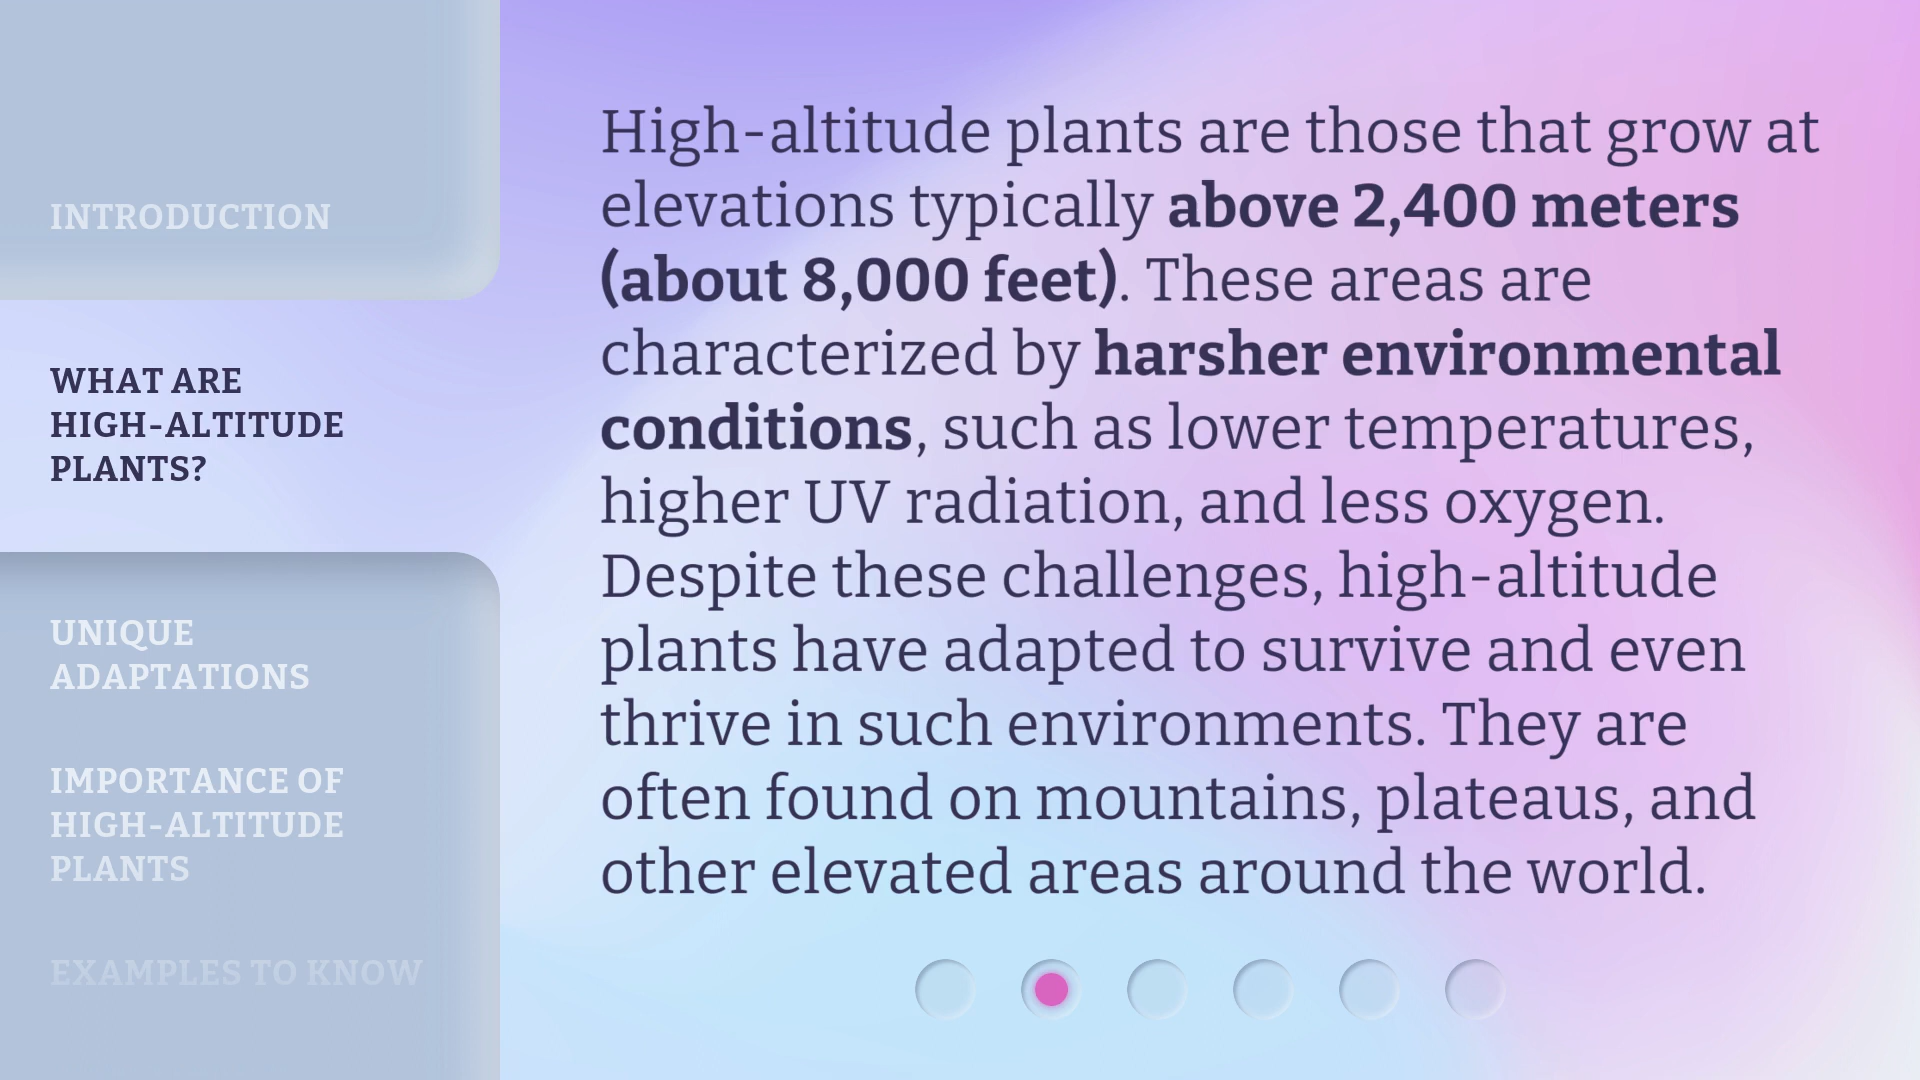 INTRODUCTION
WHAT ARE
HIGH-ALTITUDE
PLANTS?
UNIQUE
ADAPTATIONS
IMPORTANCE OF
HIGH-ALTITUDE
PLANTS
EXAMPLES TO KNOW
High-altitude plants are those that grow at
elevations typically above 2,400 meters
(about 8,000 feet). These areas are
characterized by harsher environmental
conditions, such as lower temperatures,
higher UV radiation, and less oxygen.
Despite these challenges, high-altitude
plants have adapted to survive and even
thrive in such environments. They are
often found on mountains, plateaus, and
other elevated areas around the world.